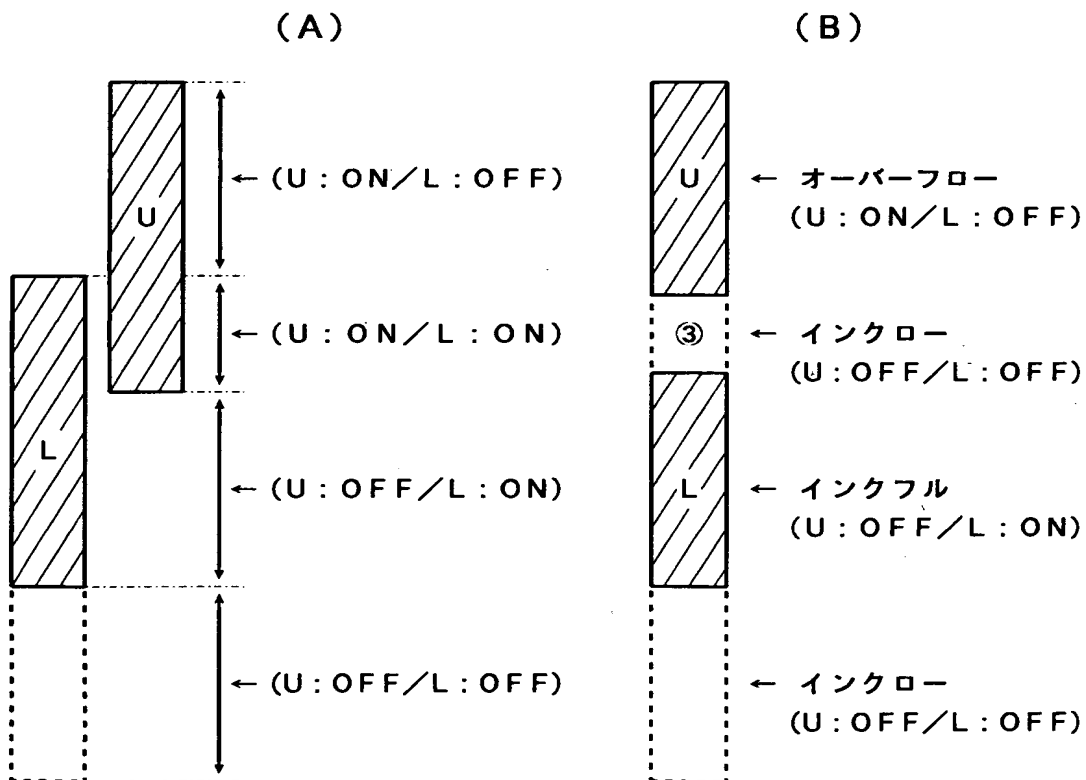 (A)
U
L
← (U:ON/L:OFF)
← (U:ON/L:ON)
← (U:OFF/L:ON)
← (U:OFF/L:OFF)
(B)
U
③
L
← オーバーフロー
(U:ON/L:OFF)
← インクロー
(U:OFF/L:OFF)
← インクフル
(U:OFF/L:ON)
← インクロー
(U:OFF/L:OFF)